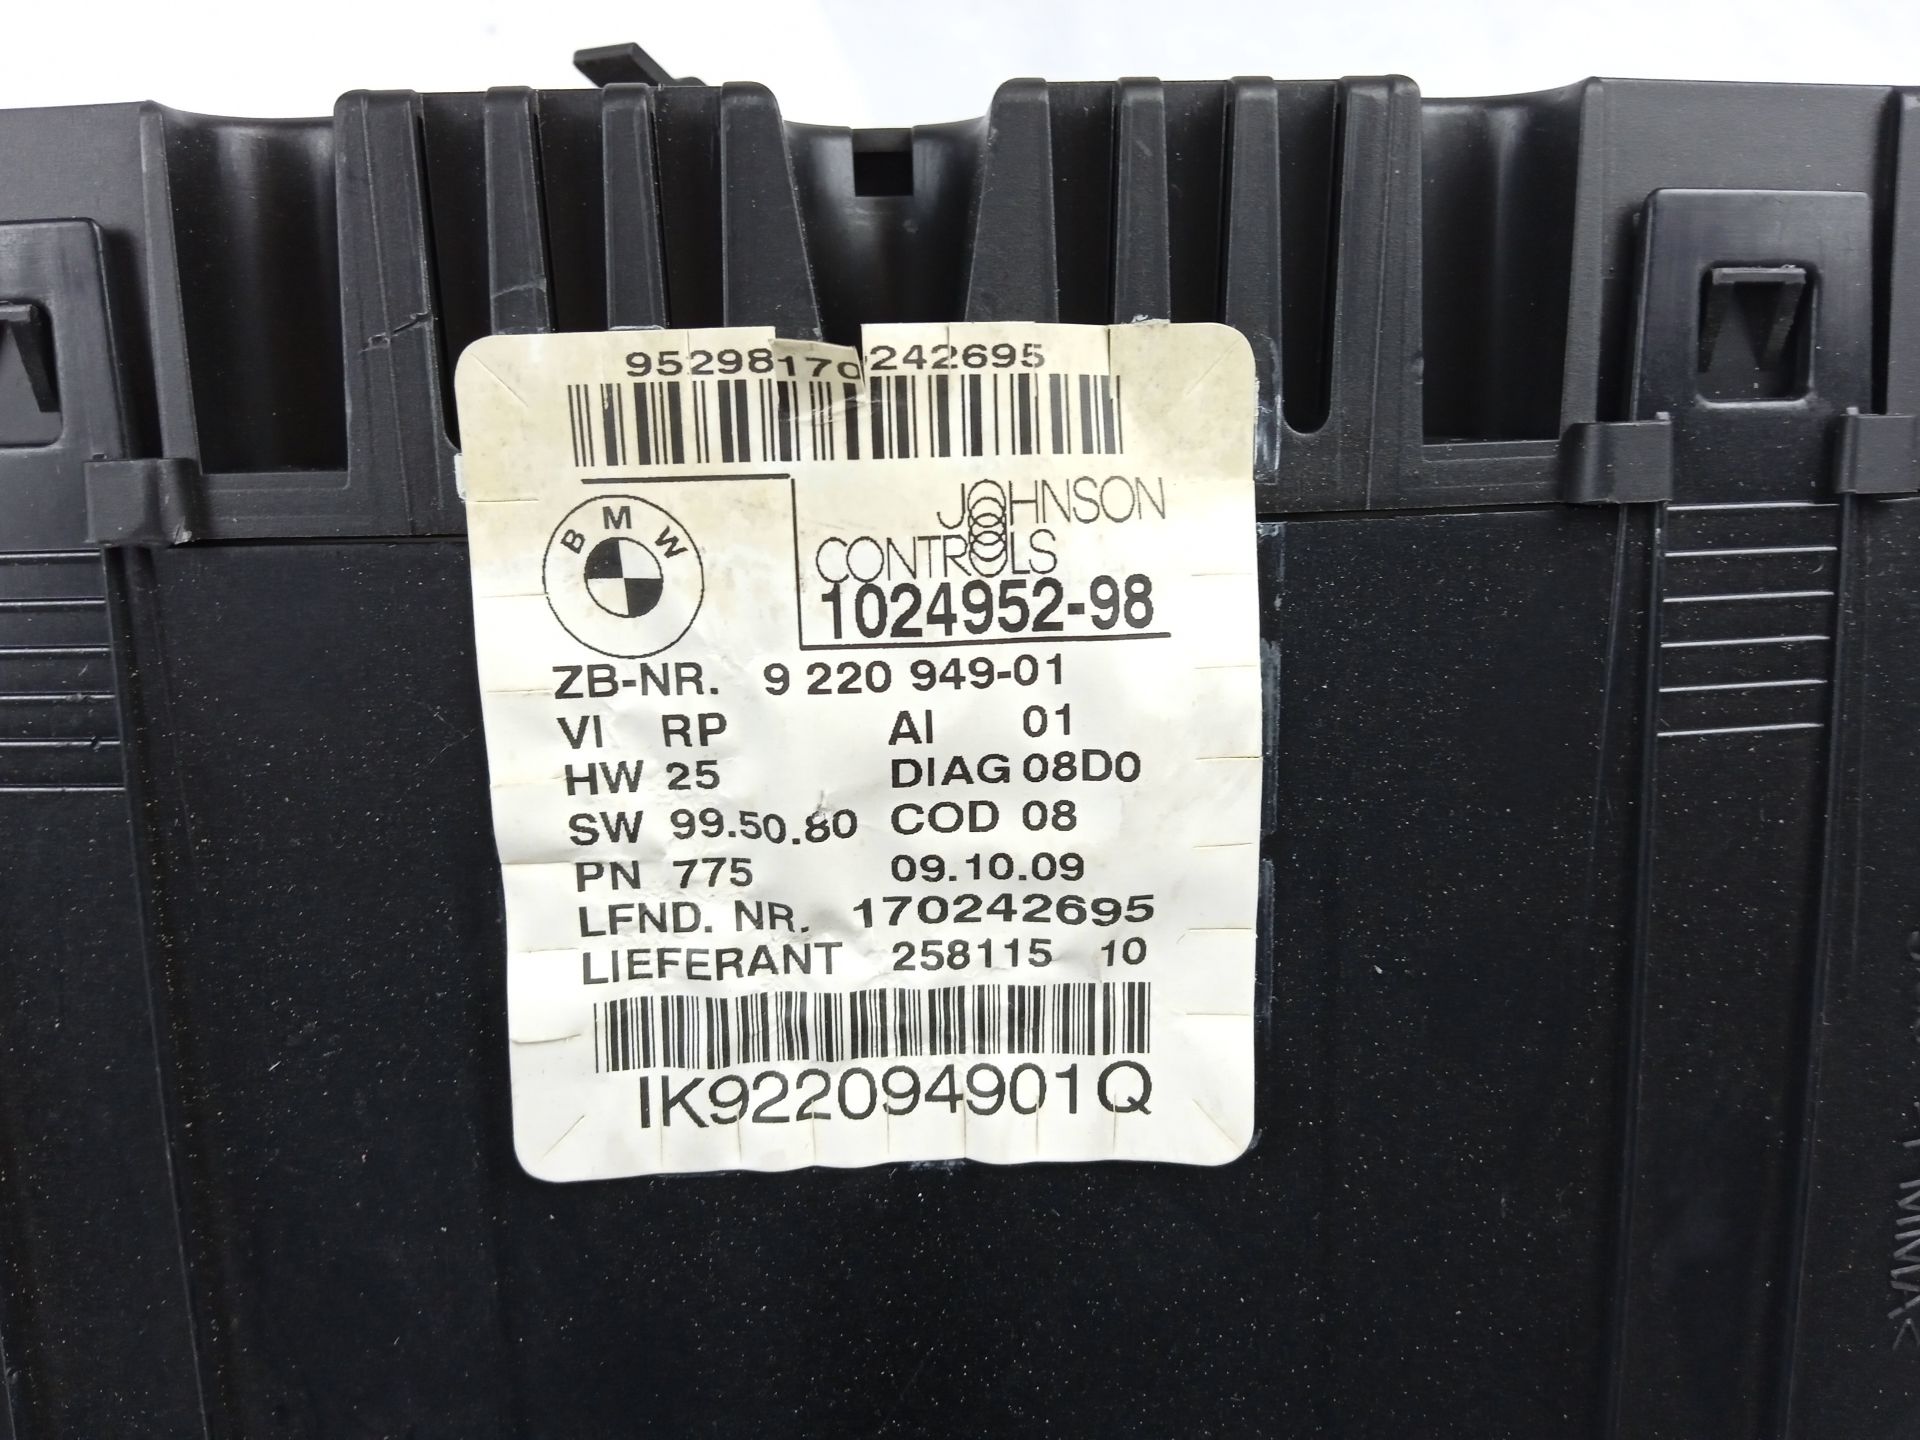 95298170242695
BMW
JOHNSON
CONTROLS
1024952-98
ZB-NR. 9 220 949-01
VI RP AI 01
HW 25 DIAG 08D0
SW 99.50.80 COD 08
PN 775 09.10.09
LFND. NR. 170242695
LIEFERANT 258115 10
IK922094901Q